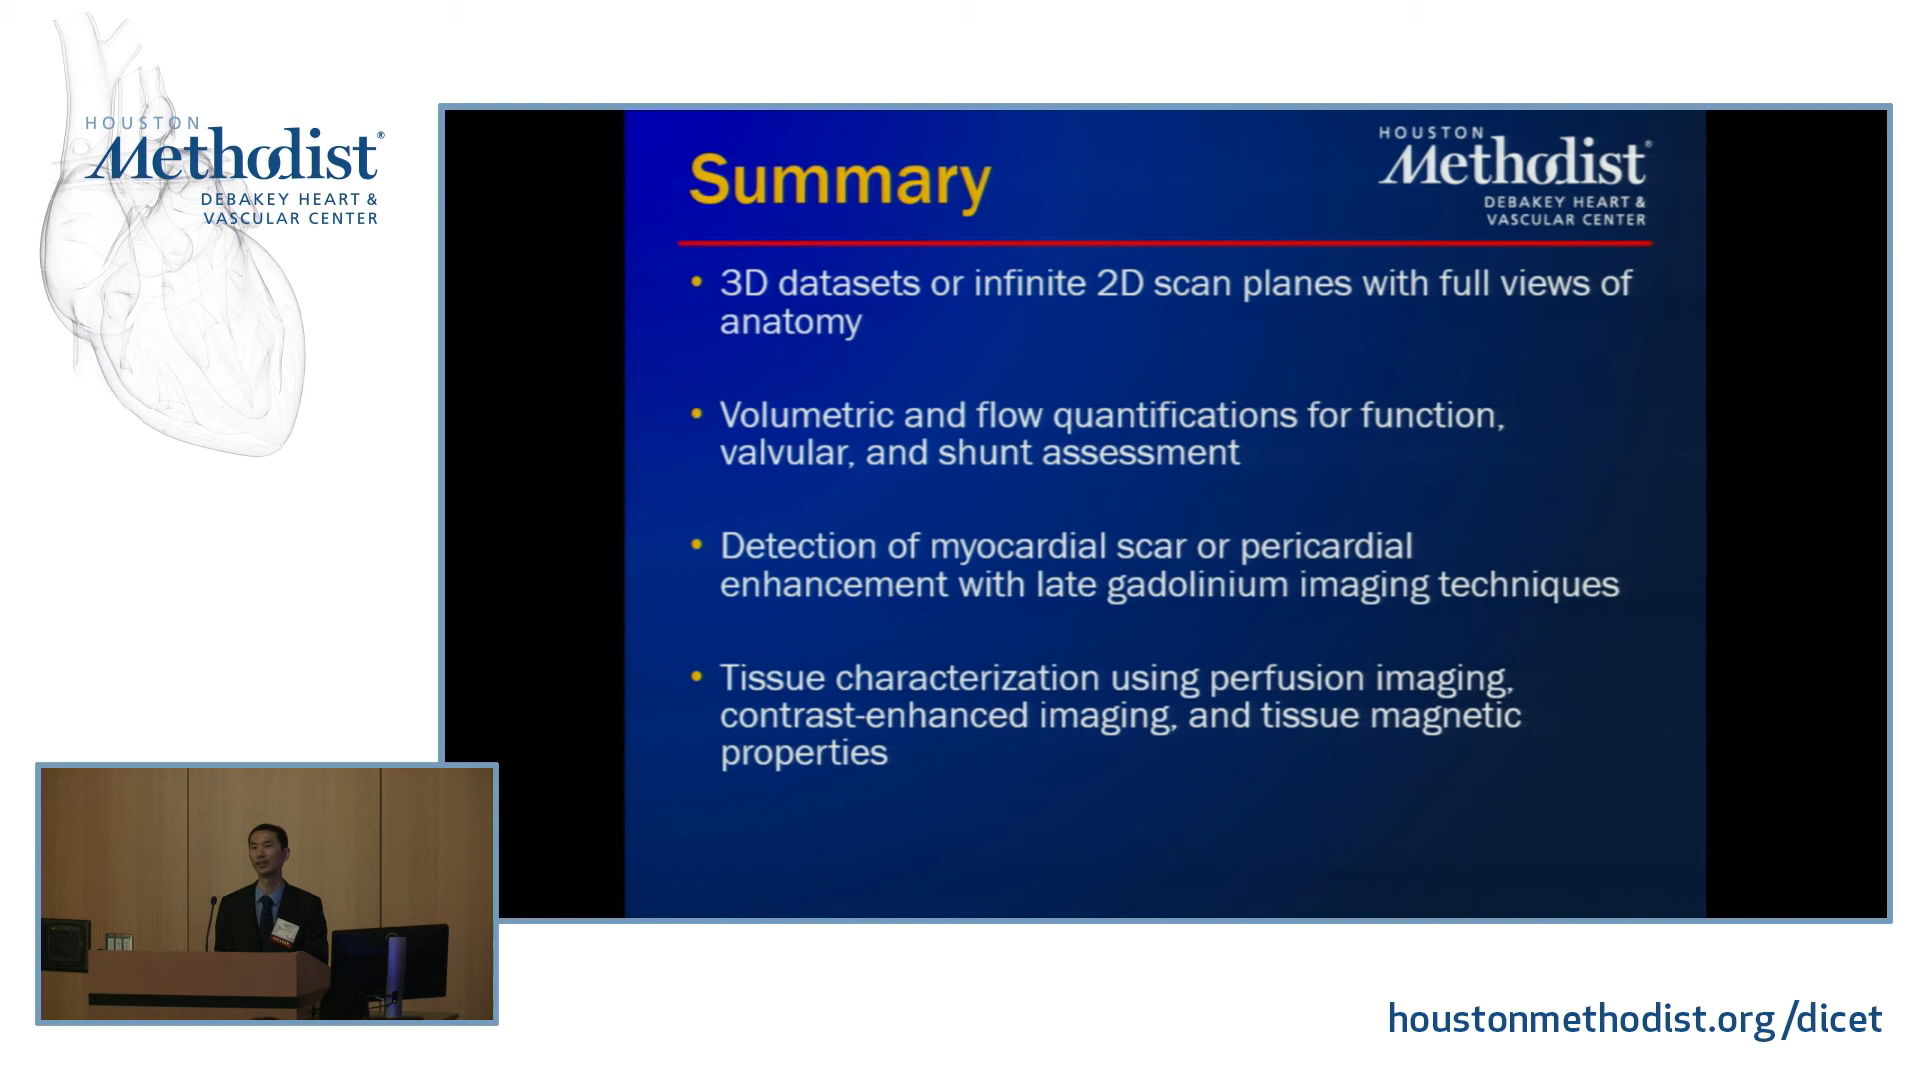 HOUSTON
Methodist®
DEBAKEY HEART &
VASCULAR CENTER
Summary
HOUSTON
Methodist®
DEBAKEY HEART &
VASCULAR CENTER
• 3D datasets or infinite 2D scan planes with full views of
anatomy
• Volumetric and flow quantifications for function,
valvular, and shunt assessment
• Detection of myocardial scar or pericardial
enhancement with late gadolinium imaging techniques
• Tissue characterization using perfusion imaging,
contrast-enhanced imaging, and tissue magnetic
properties
houstonmethodist.org/dicet